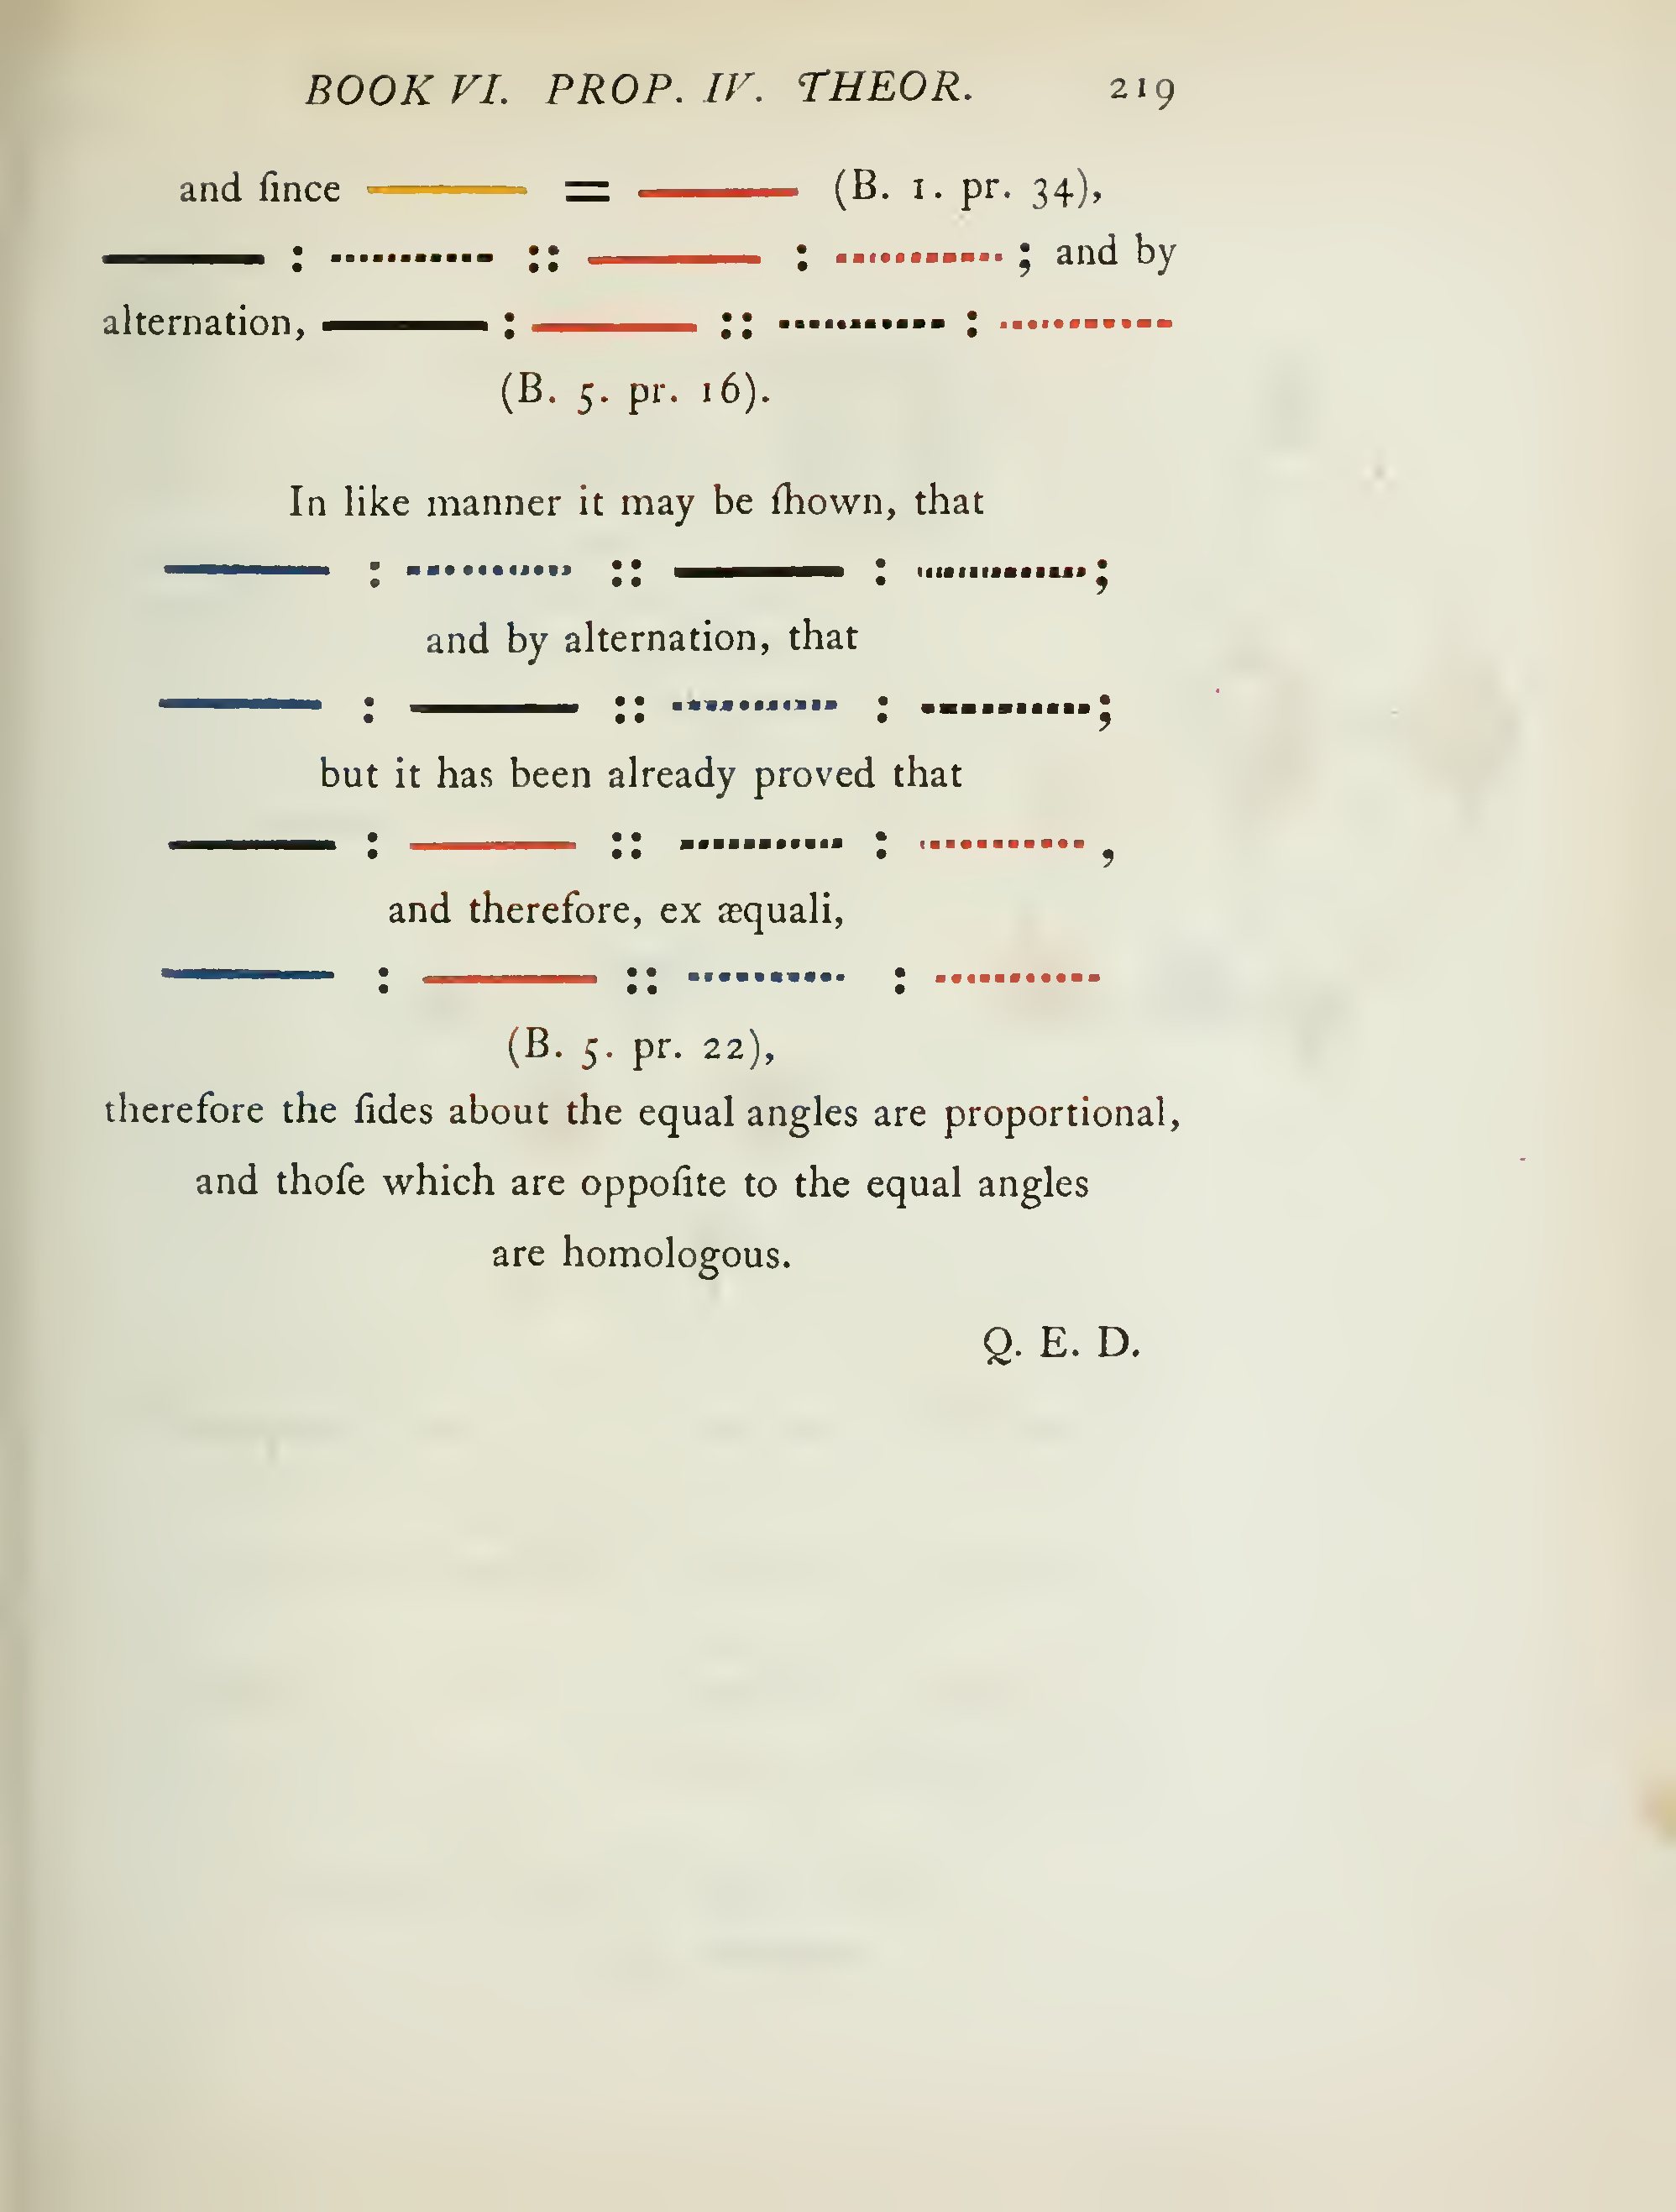 BOOK VI. PROP. IV. THEOR. 219
and ſince = (B. 1. pr. 34),
: :: : ; and by
alternation, : :: :
(B. 5. pr. 16).
In like manner it may be ſhown, that
: :: : ;
and by alternation, that
: :: : ;
but it has been already proved that
: :: : ,
and therefore, ex æquali,
: :: :
(B. 5. pr. 22),
therefore the ſides about the equal angles are proportional,
and thoſe which are oppoſite to the equal angles
are homologous.
Q. E. D.